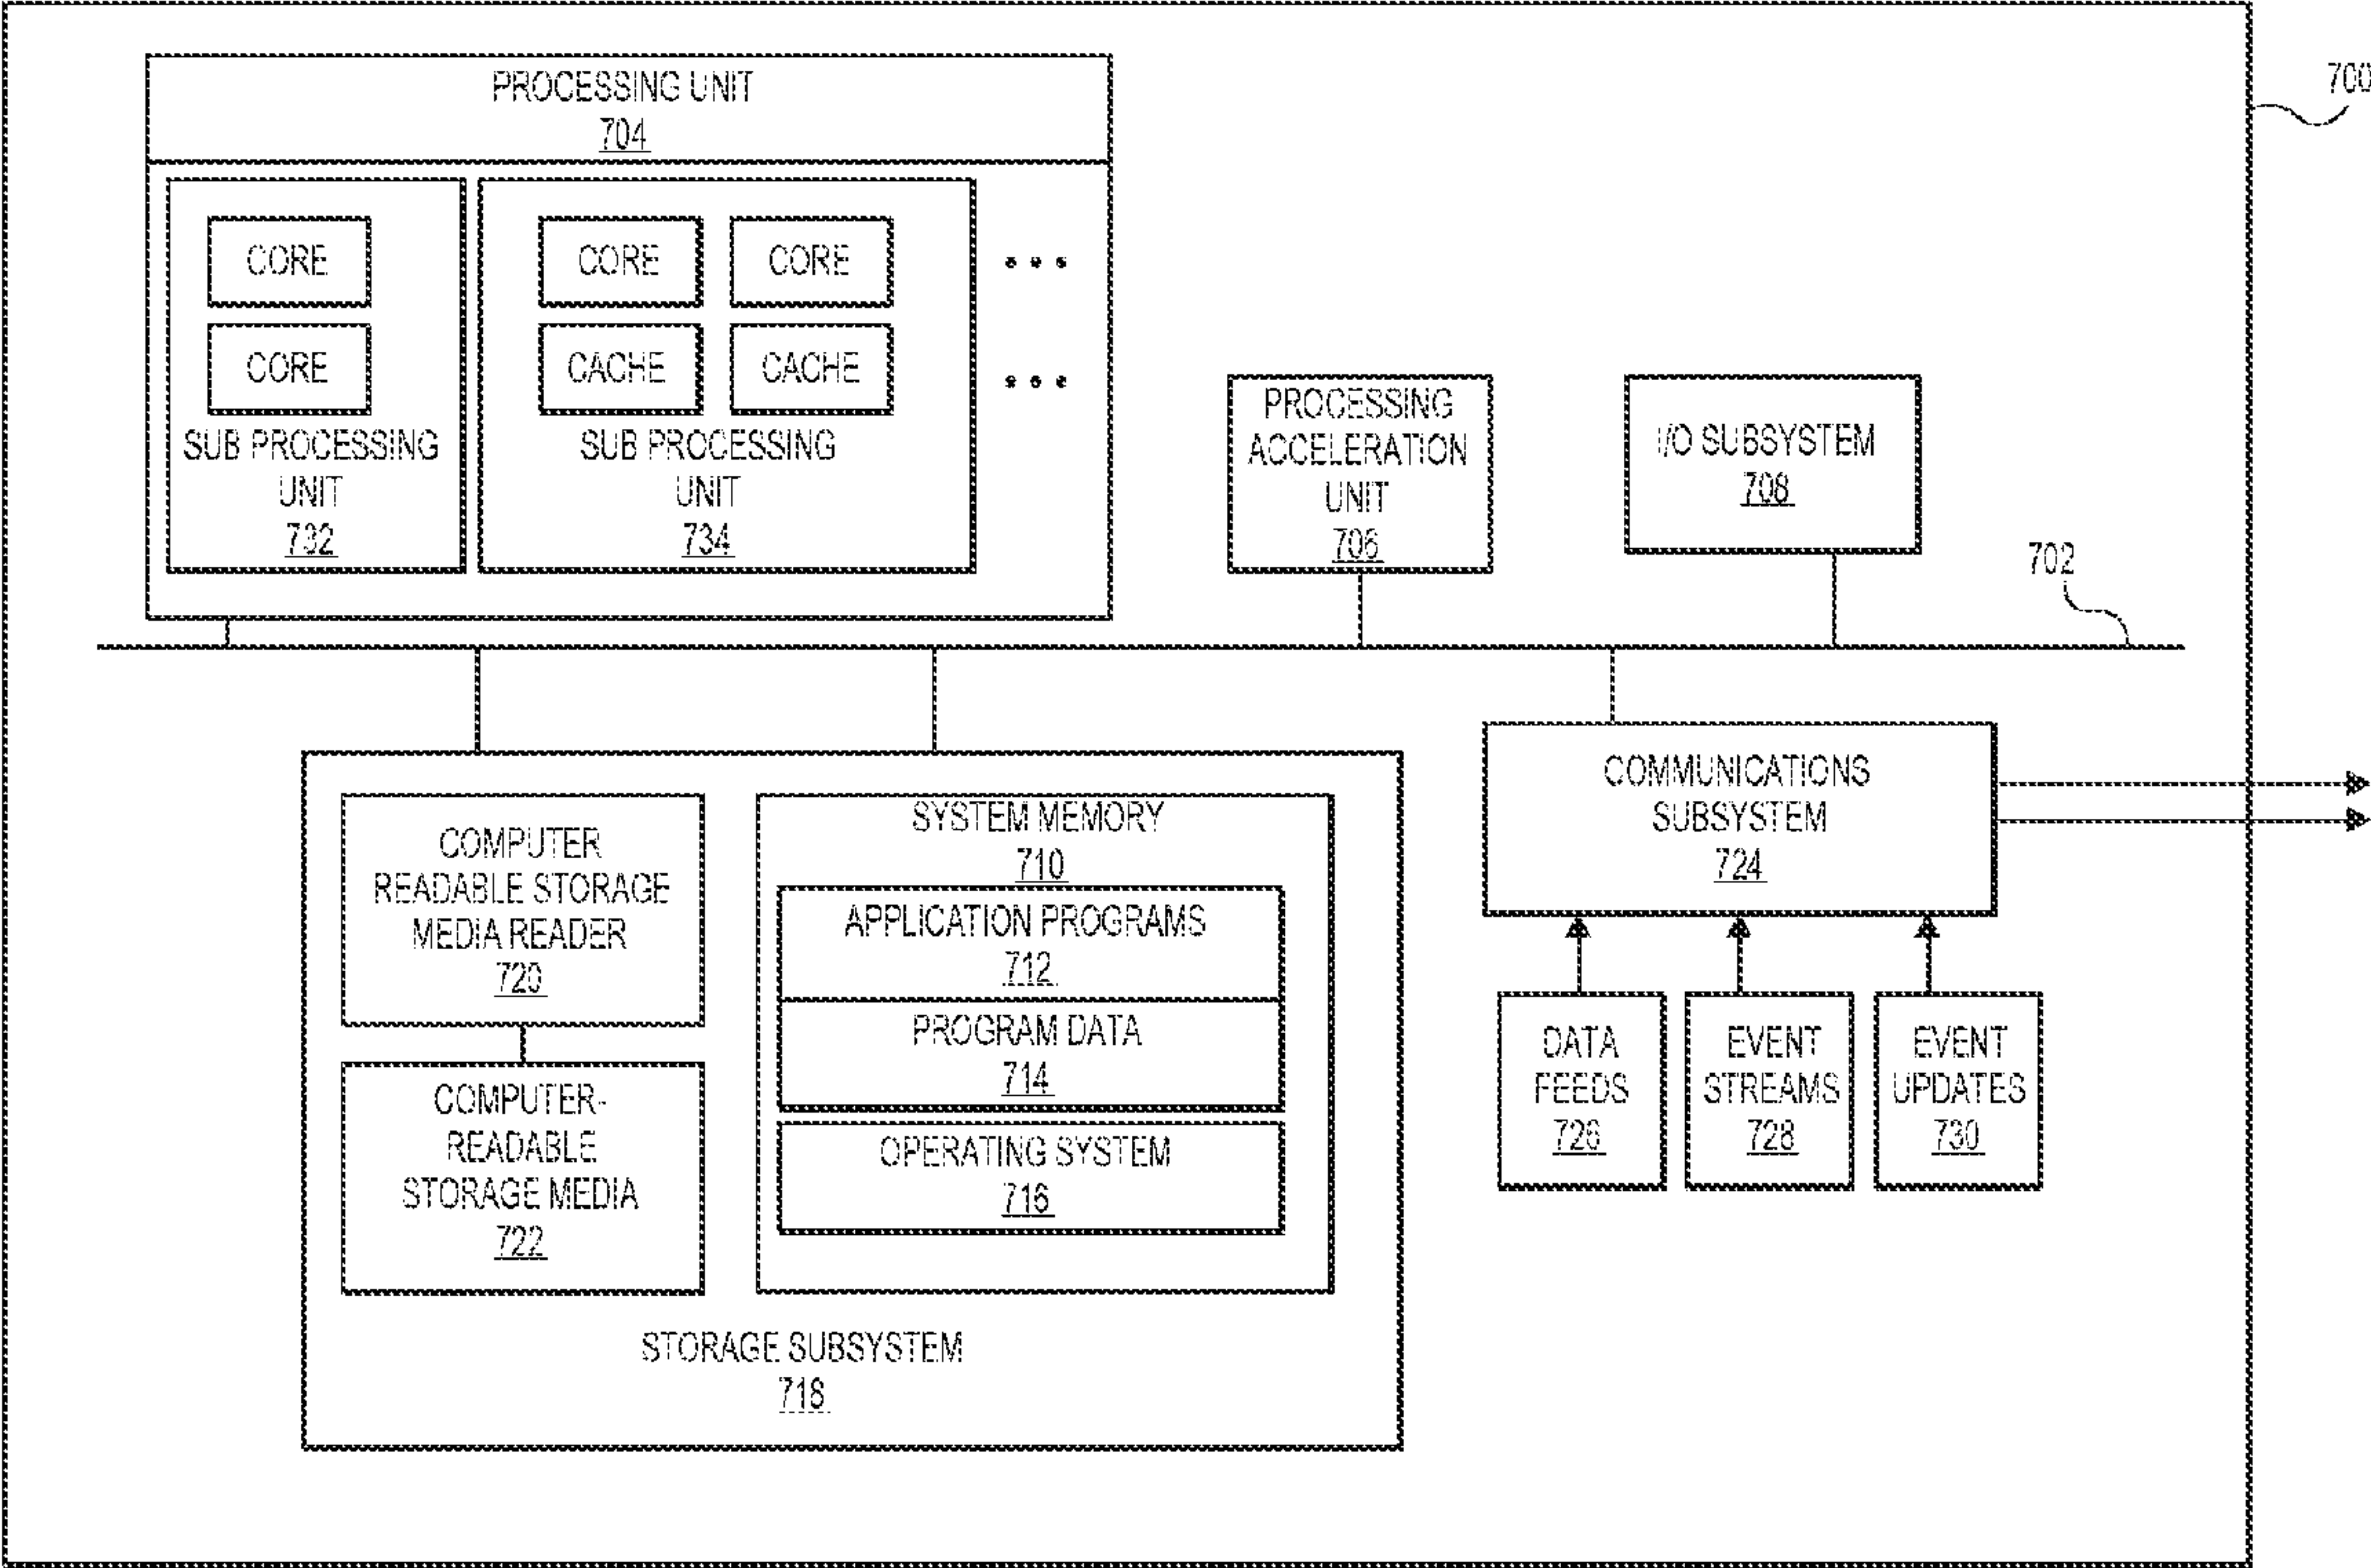 700
PROCESSING UNIT
704
CORE
CORE
SUB PROCESSING
UNIT
732
CORE
CORE
CACHE
CACHE
SUB PROCESSING
UNIT
734
PROCESSING
ACCELERATION
UNIT
706
I/O SUBSYSTEM
708
702
COMPUTER
READABLE STORAGE
MEDIA READER
720
COMPUTER-
READABLE
STORAGE MEDIA
722
SYSTEM MEMORY
710
APPLICATION PROGRAMS
712
PROGRAM DATA
714
OPERATING SYSTEM
716
STORAGE SUBSYSTEM
718
COMMUNICATIONS
SUBSYSTEM
724
DATA
FEEDS
726
EVENT
STREAMS
728
EVENT
UPDATES
730